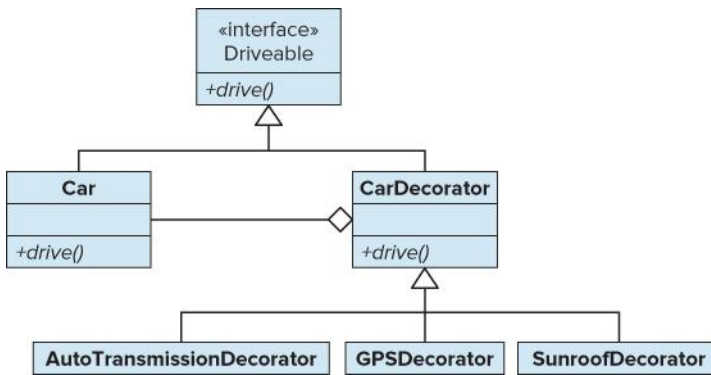 «interface»
Driveable
+drive()
Car
+drive()
CarDecorator
+drive()
AutoTransmissionDecorator
GPSDecorator
SunroofDecorator